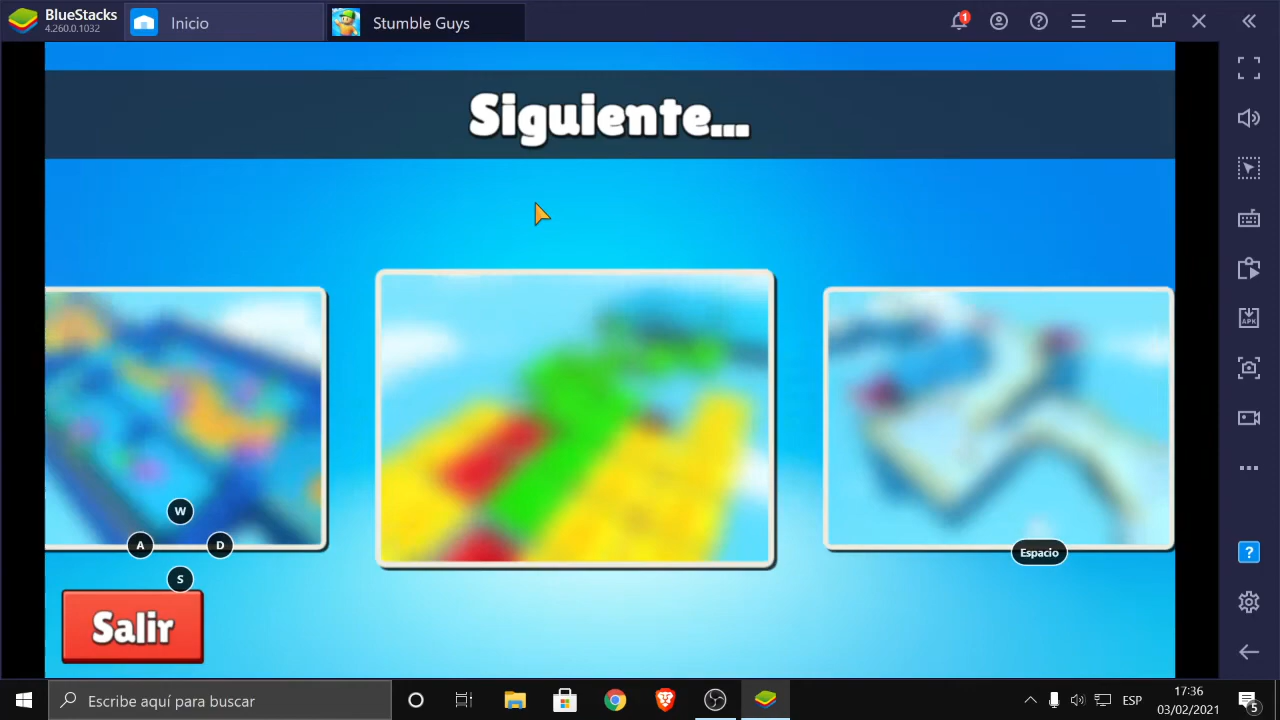 BlueStacks
4.260.0.1032
Inicio
Stumble Guys
1
Siguiente...
W
A
D
S
Espacio
Salir
APK
?
Escribe aquí para buscar
ESP
17:36
03/02/2021
5